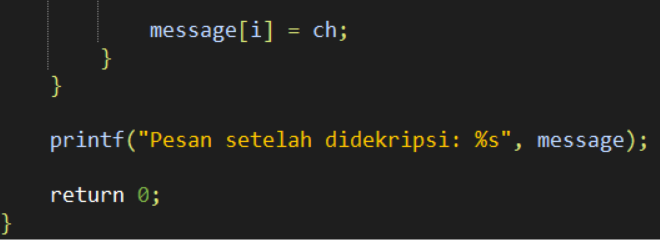 message[i] = ch;
}
}
printf("Pesan setelah didekripsi: %s", message);
return 0;
}